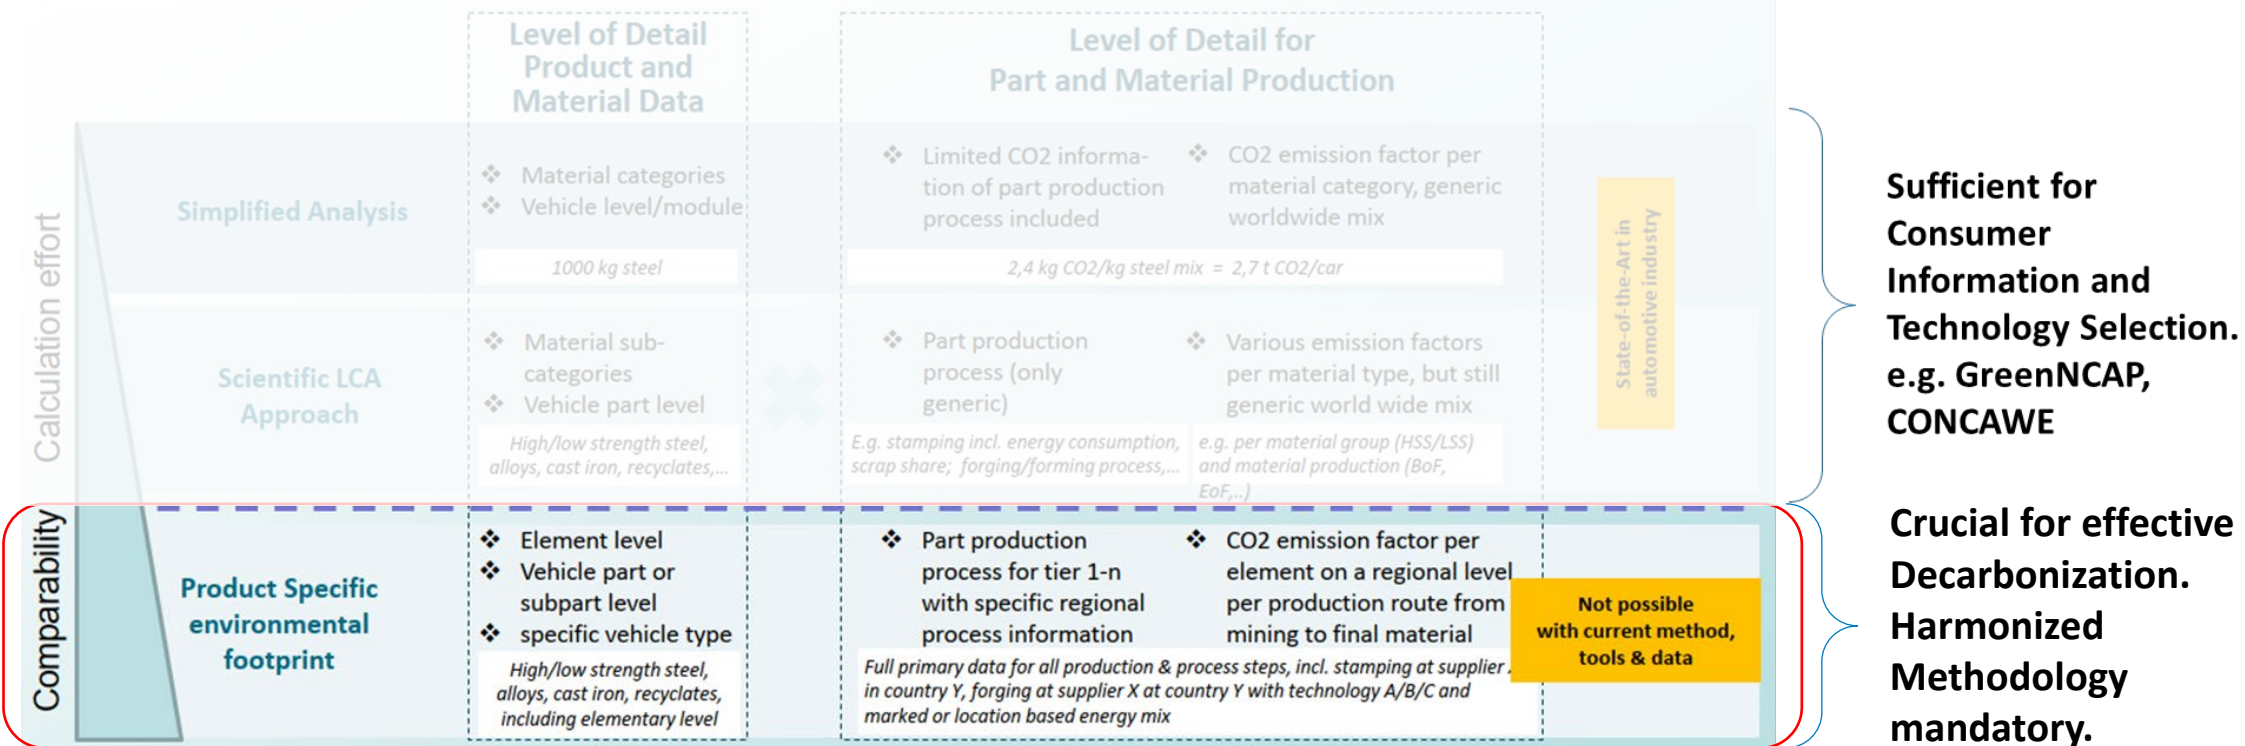 Level of Detail
Product and
Material Data
Level of Detail for
Part and Material Production
Calculation effort
Simplified Analysis
❖ Material categories
❖ Vehicle level/module
1000 kg steel
❖ Limited CO2 informa-
tion of part production
process included
❖ CO2 emission factor per
material category, generic
worldwide mix
2,4 kg CO2/kg steel mix = 2,7 t CO2/car
State-of-the-Art in
automotive industry
Sufficient for
Consumer
Information and
Technology Selection.
e.g. GreenNCAP,
CONCAWE
Scientific LCA
Approach
❖ Material sub-
categories
❖ Vehicle part level
High/low strength steel,
alloys, cast iron, recyclates,...
❖ Part production
process (only
generic)
E.g. stamping incl. energy consumption,
scrap share; forging/forming process,...
❖ Various emission factors
per material type, but still
generic world wide mix
e.g. per material group (HSS/LSS)
and material production (BoF,
EoF,..)
Comparability
Product Specific
environmental
footprint
❖ Element level
❖ Vehicle part or
subpart level
❖ specific vehicle type
High/low strength steel,
alloys, cast iron, recyclates,
including elementary level
❖ Part production
process for tier 1-n
with specific regional
process information
❖ CO2 emission factor per
element on a regional level
per production route from
mining to final material
Full primary data for all production & process steps, incl. stamping at supplier
in country Y, forging at supplier X at country Y with technology A/B/C and
marked or location based energy mix
Not possible
with current method,
tools & data
Crucial for effective
Decarbonization.
Harmonized
Methodology
mandatory.